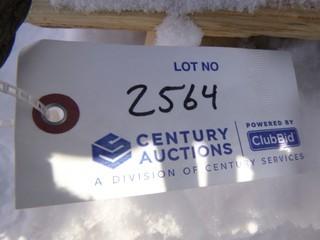 LOT NO
2564
CENTURY
AUCTIONS
POWERED BY
ClubBid
A DIVISION OF CENTURY SERVICES